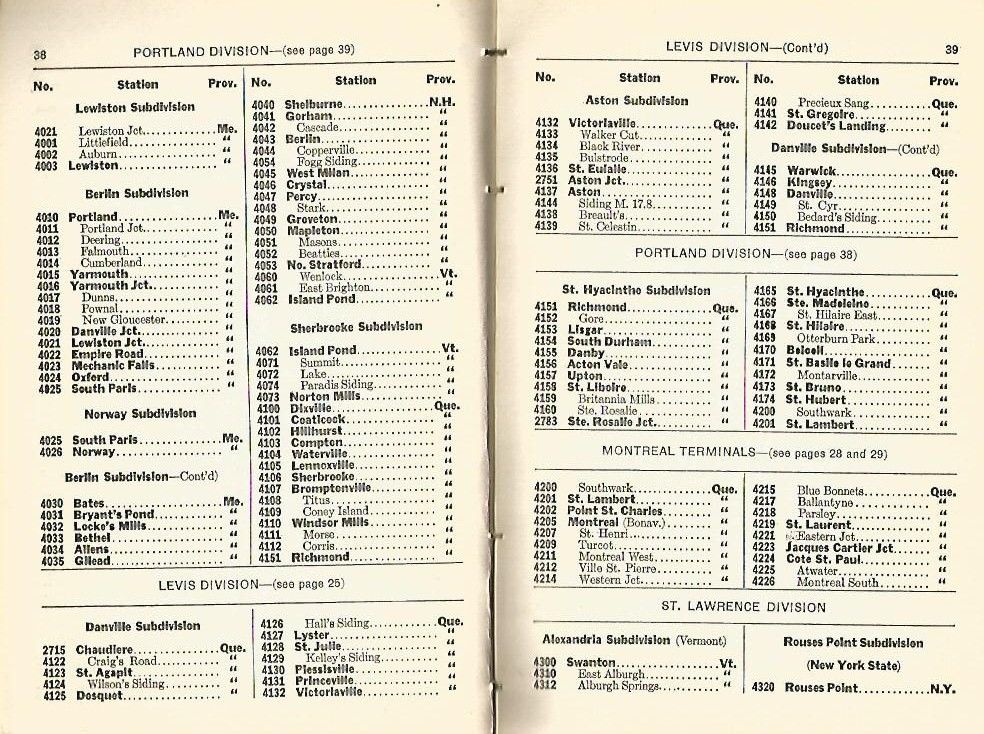 38 PORTLAND DIVISION—(see page 39)
No. Station Prov.
Lewiston Subdivision
4021 Lewiston Jct. Me.
4001 Littlefield "
4002 Auburn "
4003 Lewiston "
Berlin Subdivision
4010 Portland Me.
4011 Portland Jct. "
4012 Deering "
4013 Falmouth "
4014 Cumberland "
4015 Yarmouth "
4016 Yarmouth Jct. "
4017 Dunns "
4018 Pownal "
4019 New Gloucester "
4020 Danville Jct. "
4021 Lewiston Jct. "
4022 Empire Road "
4023 Mechanic Falls "
4024 Oxford "
4025 South Paris "
Norway Subdivision
4025 South Paris Me.
4026 Norway "
Berlin Subdivision—Cont'd)
4030 Bates Me.
4031 Bryant's Pond "
4032 Locke's Mills "
4033 Bethel "
4034 Allens "
4035 Gilead "
No. Station Prov.
4040 Shelburne N.H.
4041 Gorham "
4042 Cascade "
4043 Berlin "
4044 Copperville "
4054 Fogg Siding "
4045 West Milan "
4046 Crystal "
4047 Percy "
4048 Stark "
4049 Groveton "
4050 Mapleton "
4051 Masons "
4052 Beatties "
4053 No. Stratford "
4060 Wenlock Vt.
4061 East Brighton "
4062 Island Pond "
Sherbrooke Subdivision
4062 Island Pond Vt.
4071 Summit "
4072 Lake "
4074 Paradis Siding "
4073 Norton Mills "
4100 Dixville Que.
4101 Coaticook "
4102 Hillhurst "
4103 Compton "
4104 Waterville "
4105 Lennoxville "
4106 Sherbrooke "
4107 Bromptonville "
4108 Titus "
4109 Coney Island "
4110 Windsor Mills "
4111 Morse "
4112 Corris "
4151 Richmond "
LEVIS DIVISION—(see page 25)
Danville Subdivision
2715 Chaudiere Que.
4122 Craig's Road "
4123 St. Agapit "
4124 Wilson's Siding "
4125 Dosquet "
4126 Hall's Siding Que.
4127 Lyster "
4128 St. Julie "
4129 Kelley's Siding "
4130 Plessisville "
4131 Princeville "
4132 Victoriaville "
LEVIS DIVISION—(Cont'd) 39
No. Station Prov.
Aston Subdivision
4132 Victoriaville Que.
4133 Walker Cut "
4134 Black River "
4135 Bulstrode "
4136 St. Eulalie "
2751 Aston Jct. "
4137 Aston "
4144 Siding M. 17.8 "
4138 Breault's "
4139 St. Celestin "
No. Station Prov.
4140 Precieux Sang Que.
4141 St. Gregoire "
4142 Doucet's Landing "
Danville Subdivision—(Cont'd)
4145 Warwick Que.
4146 Kingsey "
4148 Danville "
4149 St. Cyr "
4150 Bedard's Siding "
4151 Richmond "
PORTLAND DIVISION—(see page 38)
St. Hyacinthe Subdivision
4151 Richmond Que.
4152 Gore "
4153 Lisgar "
4154 South Durham "
4155 Danby "
4156 Acton Vale "
4157 Upton "
4158 St. Liboire "
4159 Britannia Mills "
4160 Ste. Rosalie "
2783 Ste. Rosalie Jct. "
4165 St. Hyacinthe Que.
4166 Ste. Madeleine "
4167 St. Hilaire East "
4168 St. Hilaire "
4169 Otterburn Park "
4170 Beloeil "
4171 St. Basile le Grand "
4172 Montarville "
4173 St. Bruno "
4174 St. Hubert "
4200 Southwark "
4201 St. Lambert "
MONTREAL TERMINALS—(see pages 28 and 29)
4200 Southwark Que.
4201 St. Lambert "
4202 Point St. Charles "
4205 Montreal (Bonav.) "
4207 St. Henri "
4209 Turcot "
4211 Montreal West "
4212 Ville St. Pierre "
4214 Western Jct. "
4215 Blue Bonnets Que.
4217 Ballantyne "
4218 Parsley "
4219 St. Laurent "
4221 Eastern Jct. "
4223 Jacques Cartier Jct. "
4224 Cote St. Paul "
4225 Atwater "
4226 Montreal South "
ST. LAWRENCE DIVISION
Alexandria Subdivision (Vermont)
4300 Swanton Vt.
4310 East Alburgh "
4312 Alburgh Springs "
Rouses Point Subdivision
(New York State)
4320 Rouses Point N.Y.